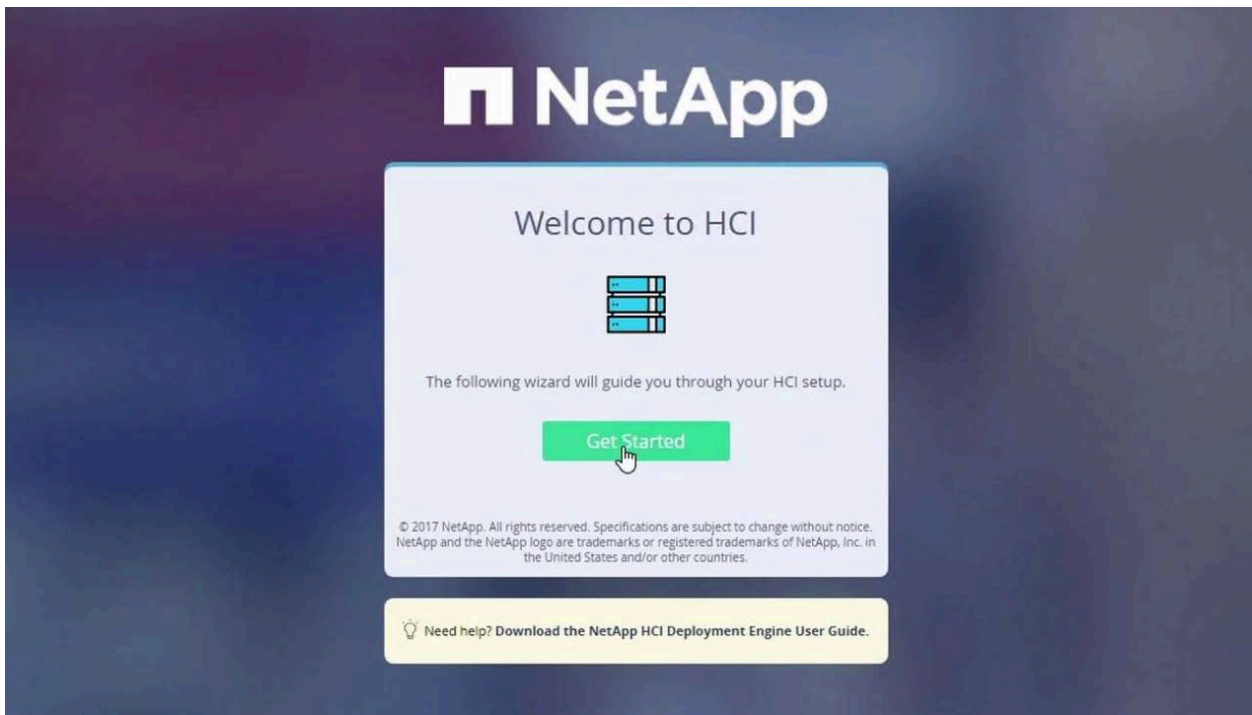 NetApp
Welcome to HCI
The following wizard will guide you through your HCI setup.
Get Started
© 2017 NetApp. All rights reserved. Specifications are subject to change without notice.
NetApp and the NetApp logo are trademarks or registered trademarks of NetApp, Inc. in
the United States and/or other countries.
Need help? Download the NetApp HCI Deployment Engine User Guide.